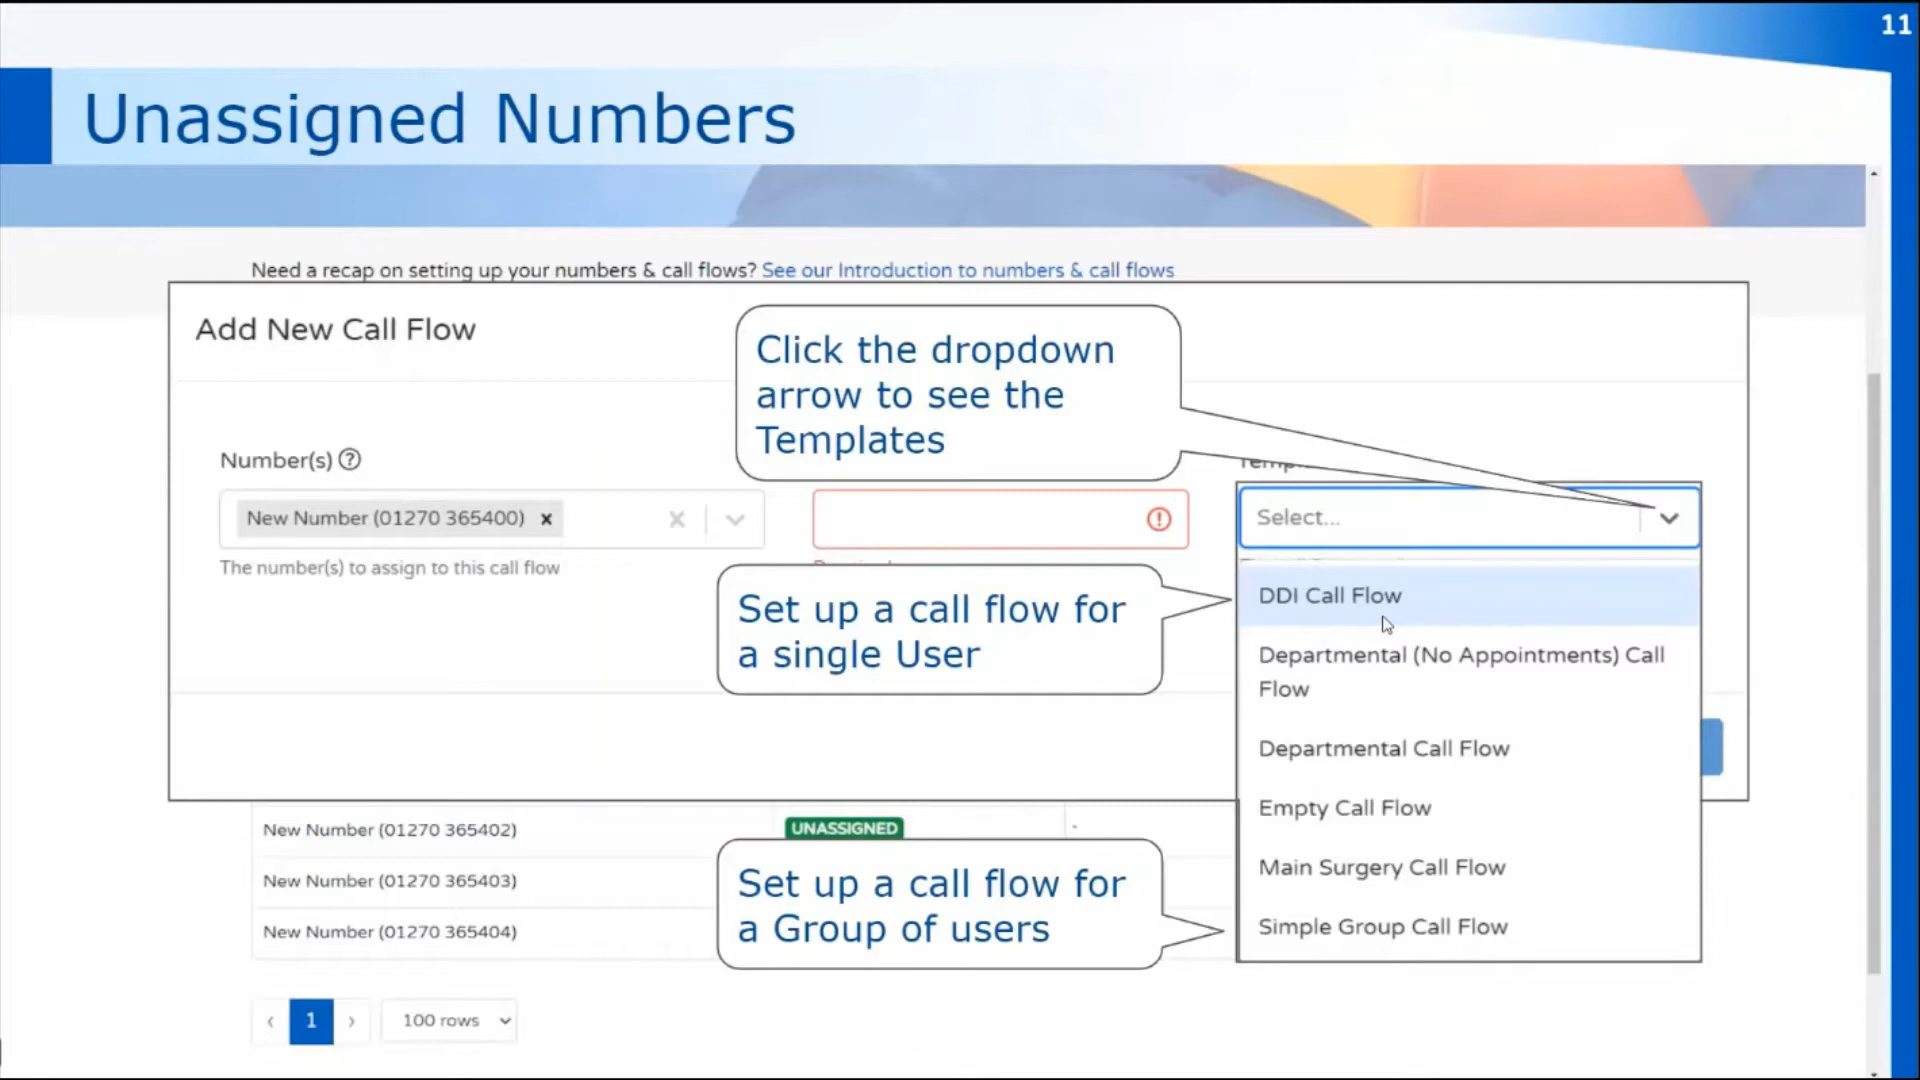 11
Unassigned Numbers
Need a recap on setting up your numbers & call flows? See our Introduction to numbers & call flows
Add New Call Flow
Click the dropdown
arrow to see the
Templates
Number(s) ?
New Number (01270 365400) x
Select...
The number(s) to assign to this call flow
Set up a call flow for
a single User
DDI Call Flow
Departmental (No Appointments) Call
Flow
Departmental Call Flow
Empty Call Flow
Main Surgery Call Flow
Simple Group Call Flow
New Number (01270 365402) UNASSIGNED -
New Number (01270 365403)
New Number (01270 365404)
Set up a call flow for
a Group of users
‹ 1 › 100 rows